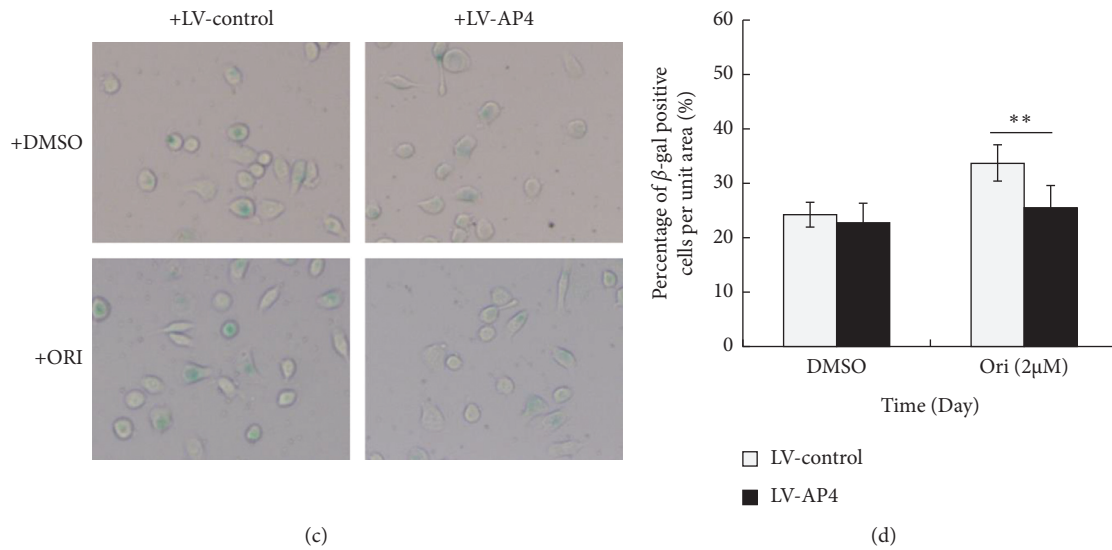 +LV-control
+LV-AP4
+DMSO
+ORI
(c)
Percentage of β-gal positive
cells per unit area (%)
60
50
40
30
20
10
0
**
DMSO
Ori (2μM)
Time (Day)
LV-control
LV-AP4
(d)